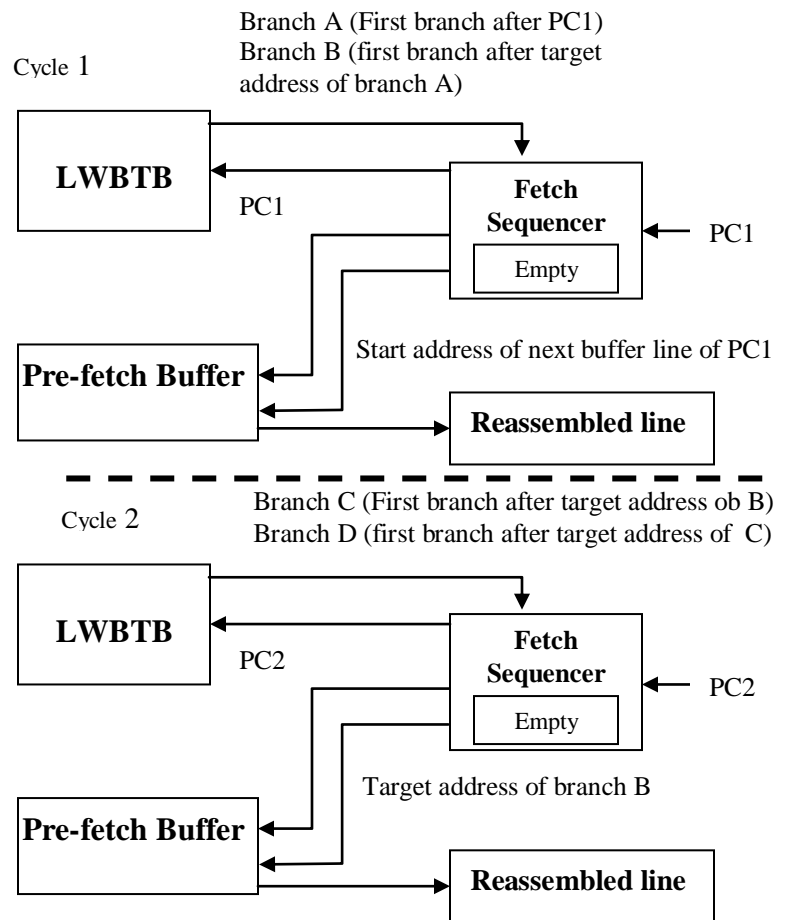 Branch A (First branch after PC1)
Branch B (first branch after target
address of branch A)
Cycle 1
LWBTB
PC1
Fetch
Sequencer
Empty
PC1
Start address of next buffer line of PC1
Pre-fetch Buffer
Reassembled line
Branch C (First branch after target address ob B)
Branch D (first branch after target address of C)
Cycle 2
LWBTB
PC2
Fetch
Sequencer
Empty
PC2
Target address of branch B
Pre-fetch Buffer
Reassembled line